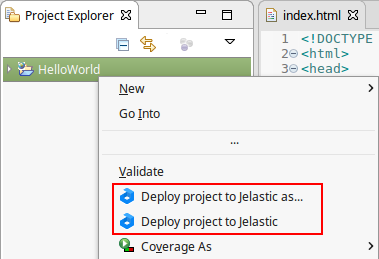 Project Explorer
index.html
1 <!DOCTYPE
2 <html>
3 <head>
HelloWorld
New
Go Into
...
Validate
Deploy project to Jelastic as...
Deploy project to Jelastic
Coverage As